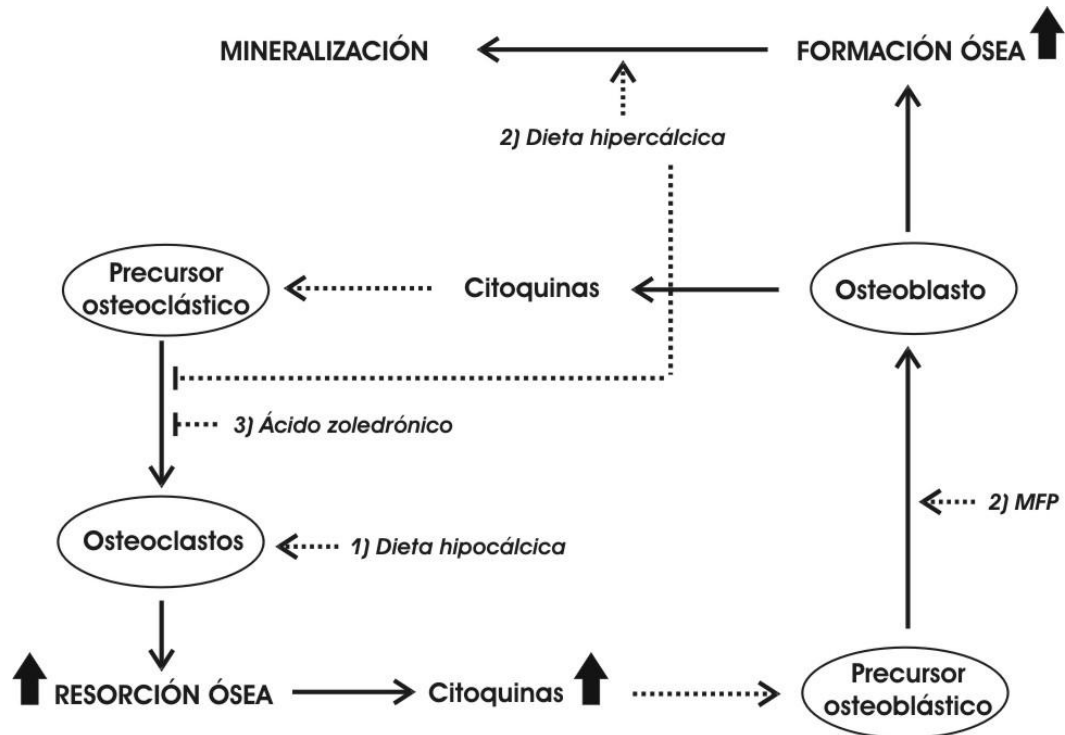 MINERALIZACIÓN
FORMACIÓN ÓSEA
2) Dieta hipercálcica
Precursor
osteoclástico
Citoquinas
Osteoblasto
3) Ácido zoledrónico
Osteoclastos
1) Dieta hipocálcica
2) MFP
RESORCIÓN ÓSEA
Citoquinas
Precursor
osteoblástico